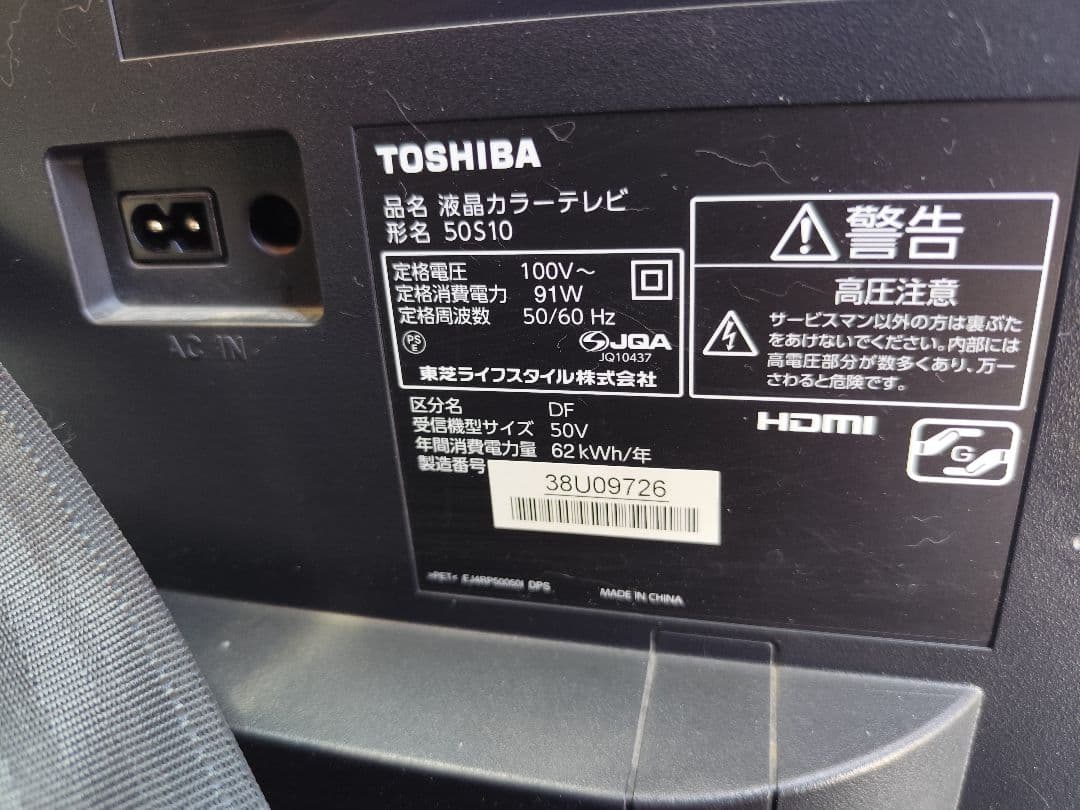 AC IN
TOSHIBA
品名 液晶カラーテレビ
形名 50S10
定格電圧 100V～
定格消費電力 91W
定格周波数 50/60 Hz
PS
E
JQA
JQ10437
東芝ライフスタイル株式会社
警告
高圧注意
サービスマン以外の方は裏ぶた
をあけないでください。内部には
高電圧部分が数多くあり、万一
さわると危険です。
区分名 DF
受信機型サイズ 50V
年間消費電力量 62kWh/年
製造番号
38U09726
HDMI
G
>PET< EJ4RP50050I DPS
MADE IN CHINA